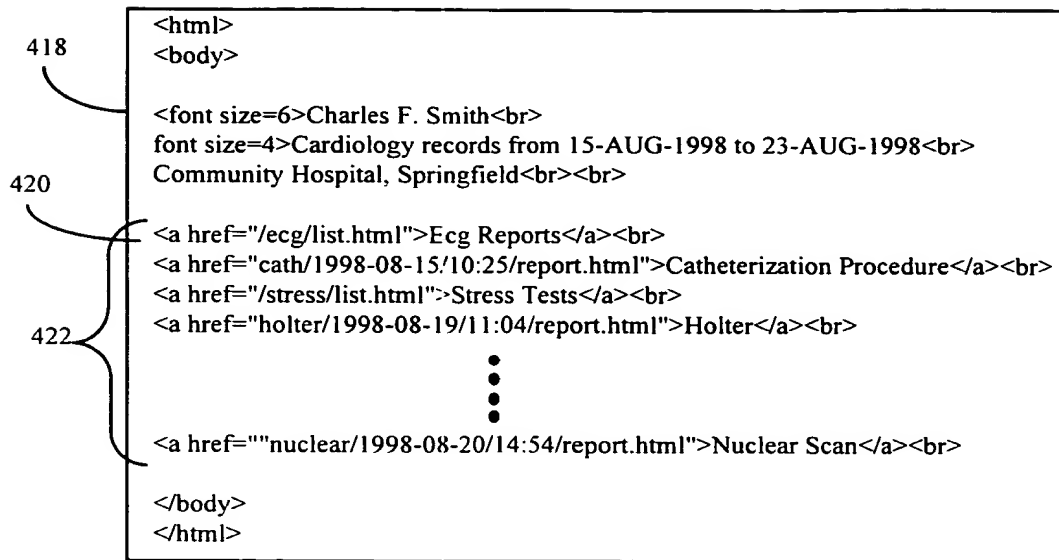 <html>
418
<body>
<font size=6>Charles F. Smith<br>
font size=4>Cardiology records from 15-AUG-1998 to 23-AUG-1998<br>
Community Hospital, Springfield<br><br>
420
<a href="/ecg/list.html">Ecg Reports</a><br>
<a href="cath/1998-08-15/10:25/report.html">Catheterization Procedure</a><br>
<a href="/stress/list.html">Stress Tests</a><br>
<a href="holter/1998-08-19/11:04/report.html">Holter</a><br>
422
<a href=""nuclear/1998-08-20/14:54/report.html">Nuclear Scan</a><br>
</body>
</html>